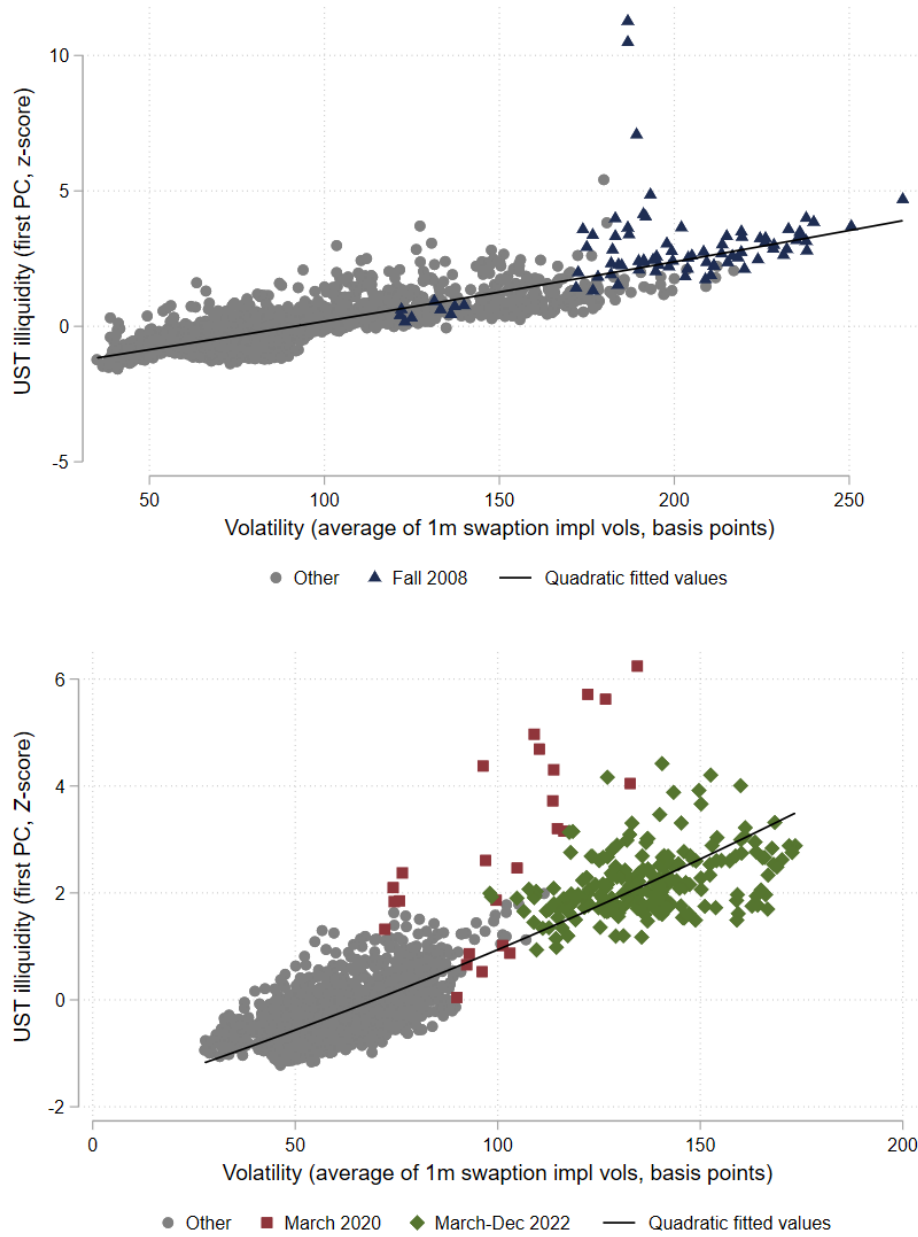 10
5
0
-5
UST illiquidity (first PC, z-score)
50 100 150 200 250
Volatility (average of 1m swaption impl vols, basis points)
Other Fall 2008 Quadratic fitted values
6
4
2
0
-2
UST illiquidity (first PC, Z-score)
0 50 100 150 200
Volatility (average of 1m swaption impl vols, basis points)
Other March 2020 March-Dec 2022 Quadratic fitted values